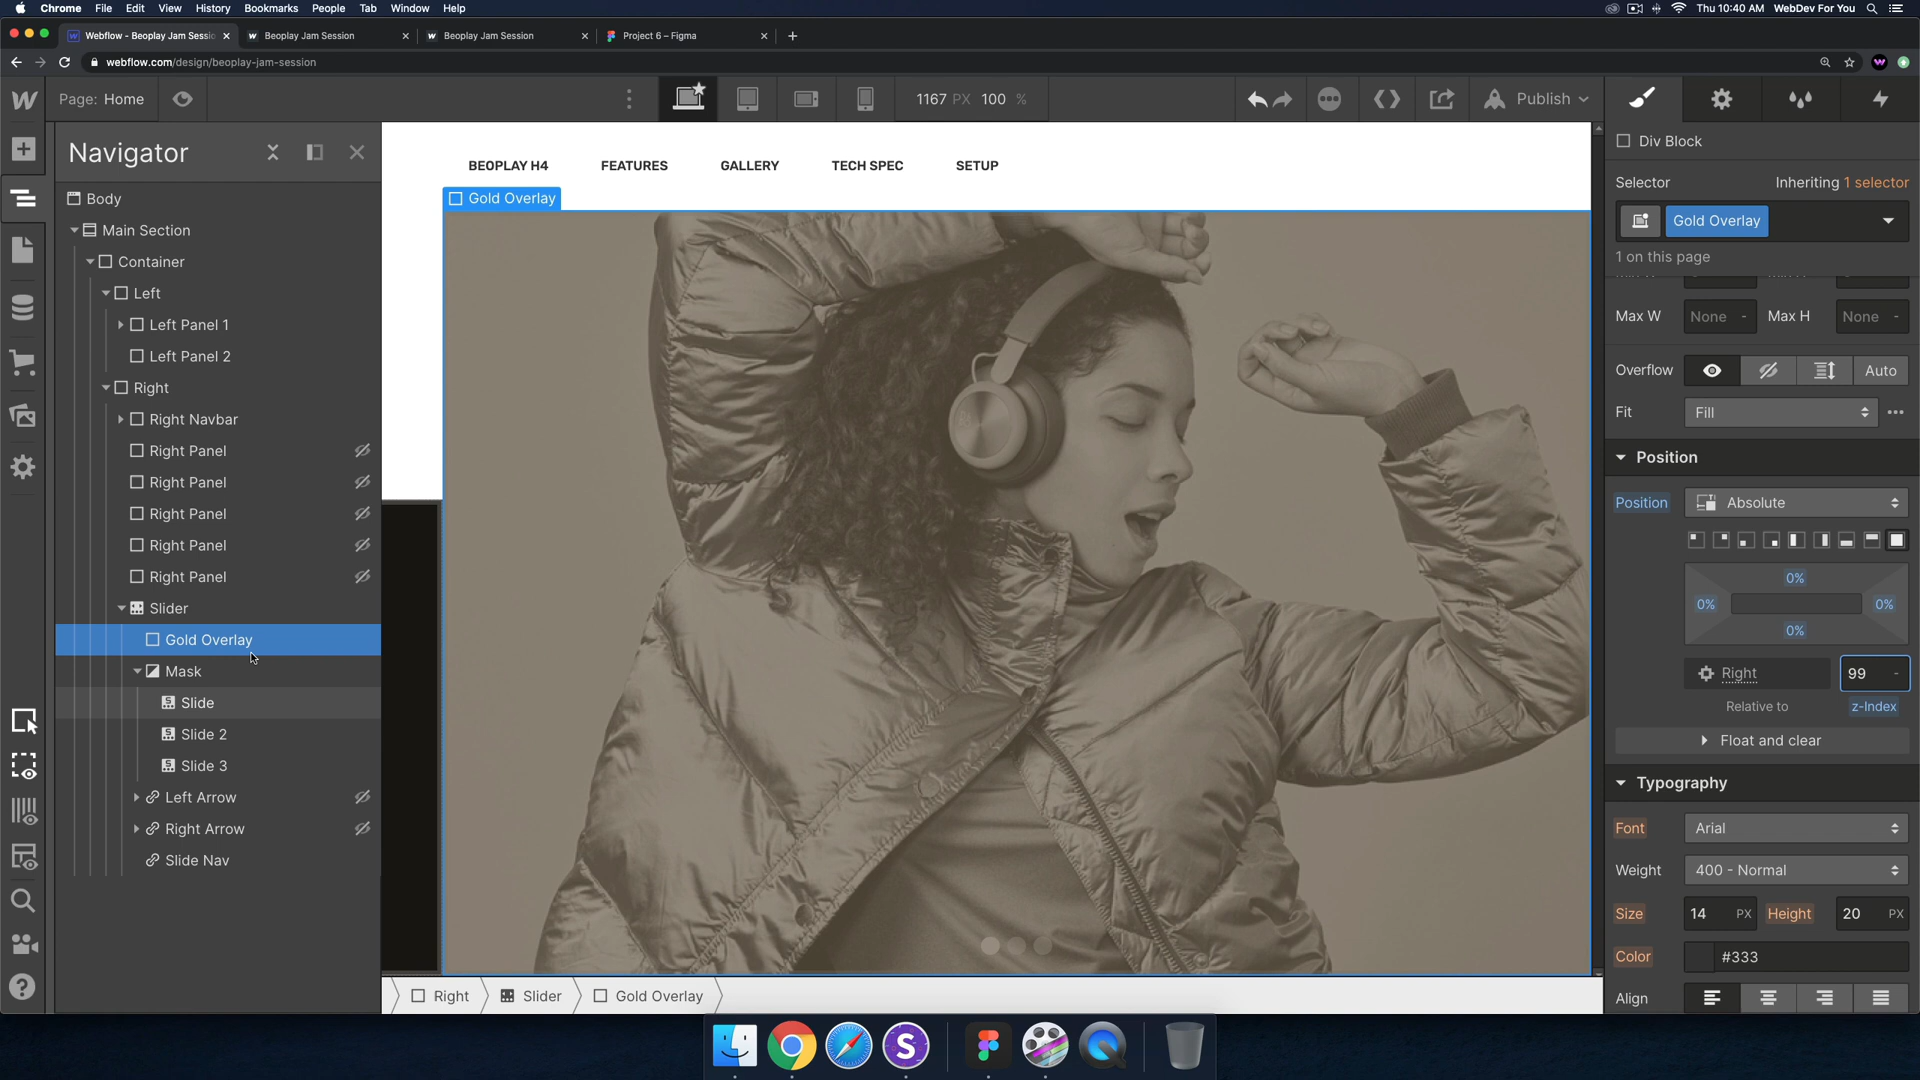 Chrome File Edit View History Bookmarks People Tab Window Help
Thu 10:40 AM WebDev For You
Webflow - Beoplay Jam Sessio
Beoplay Jam Session
Beoplay Jam Session
Project 6 – Figma
webflow.com/design/beoplay-jam-session
Page: Home
1167 PX 100 %
Publish
Navigator
Body
Main Section
Container
Left
Left Panel 1
Left Panel 2
Right
Right Navbar
Right Panel
Right Panel
Right Panel
Right Panel
Right Panel
Slider
Gold Overlay
Mask
Slide
Slide 2
Slide 3
Left Arrow
Right Arrow
Slide Nav
BEOPLAY H4 FEATURES GALLERY TECH SPEC SETUP
Gold Overlay
Right Slider Gold Overlay
Div Block
Selector Inheriting 1 selector
Gold Overlay
1 on this page
Max W None - Max H None -
Overflow Auto
Fit Fill
Position
Position Absolute
0%
0% 0%
0%
Right 99 -
Relative to z-Index
Float and clear
Typography
Font Arial
Weight 400 - Normal
Size 14 PX Height 20 PX
Color #333
Align